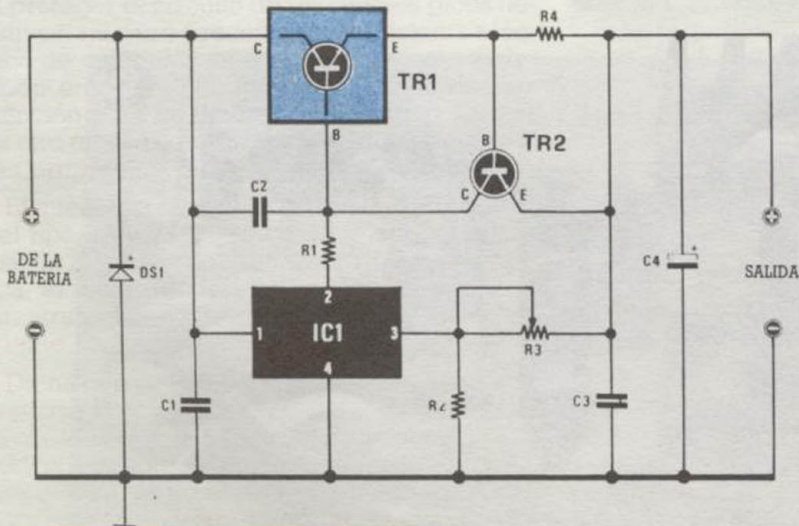 R4
C
E
TR1
B
B
TR2
C2
C
E
R1
DE LA
BATERIA
DS1
+
C4
+
SALIDA
2
1
IC1
3
R3
4
C1
R2
C3